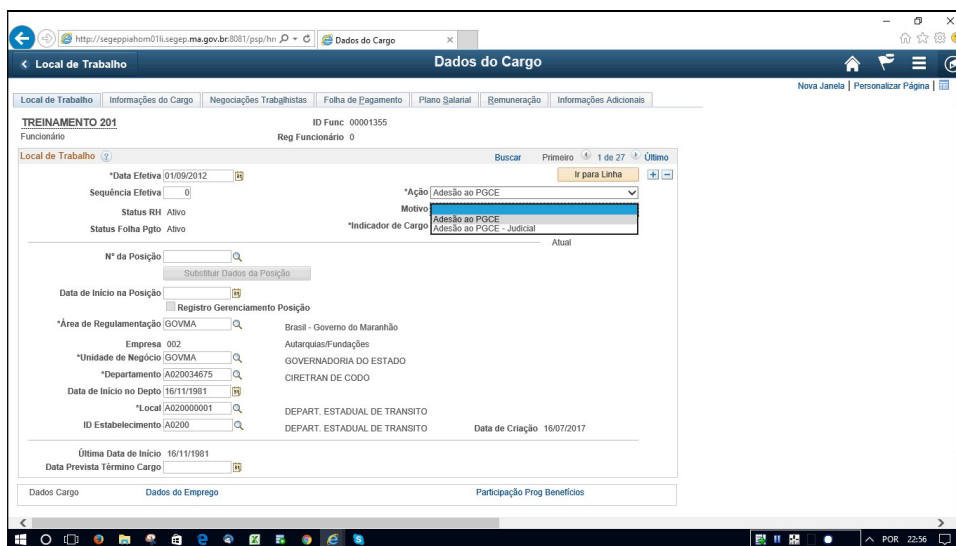 http://segeppiahom01li.segep.ma.gov.br:8081/psp/hn
Dados do Cargo
Local de Trabalho
Dados do Cargo
Nova Janela | Personalizar Página |
Local de Trabalho Informações do Cargo Negociações Trabalhistas Folha de Pagamento Plano Salarial Remuneração Informações Adicionais
TREINAMENTO 201 ID Func 00001355
Funcionário Reg Funcionário 0
Local de Trabalho Buscar Primeiro 1 de 27 Último
*Data Efetiva 01/09/2012 Ir para Linha
Sequência Efetiva 0 *Ação Adesão ao PGCE
Status RH Ativo Motivo
Adesão ao PGCE
Status Folha Pgto Ativo *Indicador de Cargo Adesão ao PGCE - Judicial
Atual
Nº da Posição
Substituir Dados da Posição
Data de Início na Posição
Registro Gerenciamento Posição
*Área de Regulamentação GOVMA Brasil - Governo do Maranhão
Empresa 002 Autarquias/Fundações
*Unidade de Negócio GOVMA GOVERNADORIA DO ESTADO
*Departamento A020034675 CIRETRAN DE CODO
Data de Início no Depto 16/11/1981
*Local A020000001 DEPART. ESTADUAL DE TRANSITO
ID Estabelecimento A0200 DEPART. ESTADUAL DE TRANSITO Data de Criação 16/07/2017
Última Data de Início 16/11/1981
Data Prevista Término Cargo
Dados Cargo Dados do Emprego Participação Prog Benefícios
POR 22:56